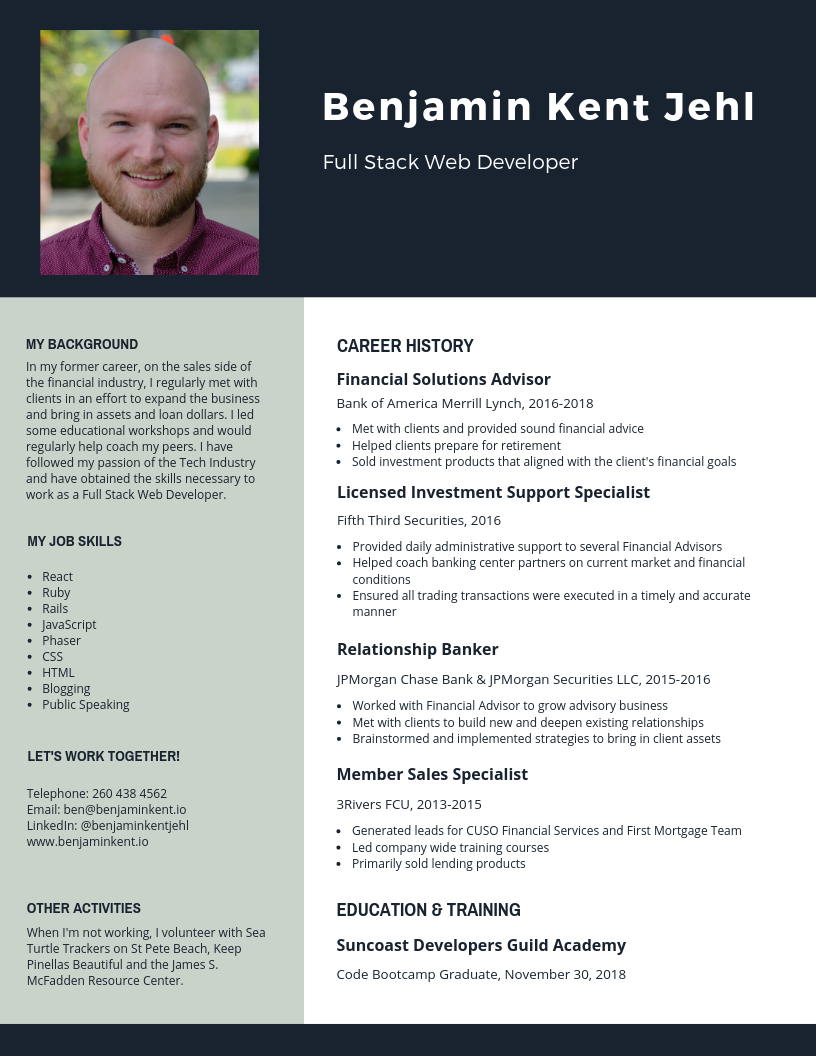 Benjamin Kent Jehl
Full Stack Web Developer
MY BACKGROUND
In my former career, on the sales side of
the financial industry, I regularly met with
clients in an effort to expand the business
and bring in assets and loan dollars. I led
some educational workshops and would
regularly help coach my peers. I have
followed my passion of the Tech Industry
and have obtained the skills necessary to
work as a Full Stack Web Developer.
MY JOB SKILLS
• React
• Ruby
• Rails
• JavaScript
• Phaser
• CSS
• HTML
• Blogging
• Public Speaking
LET'S WORK TOGETHER!
Telephone: 260 438 4562
Email: ben@benjaminkent.io
LinkedIn: @benjaminkentjehl
www.benjaminkent.io
OTHER ACTIVITIES
When I'm not working, I volunteer with Sea
Turtle Trackers on St Pete Beach, Keep
Pinellas Beautiful and the James S.
McFadden Resource Center.
CAREER HISTORY
Financial Solutions Advisor
Bank of America Merrill Lynch, 2016-2018
• Met with clients and provided sound financial advice
• Helped clients prepare for retirement
• Sold investment products that aligned with the client's financial goals
Licensed Investment Support Specialist
Fifth Third Securities, 2016
• Provided daily administrative support to several Financial Advisors
• Helped coach banking center partners on current market and financial
conditions
• Ensured all trading transactions were executed in a timely and accurate
manner
Relationship Banker
JPMorgan Chase Bank & JPMorgan Securities LLC, 2015-2016
• Worked with Financial Advisor to grow advisory business
• Met with clients to build new and deepen existing relationships
• Brainstormed and implemented strategies to bring in client assets
Member Sales Specialist
3Rivers FCU, 2013-2015
• Generated leads for CUSO Financial Services and First Mortgage Team
• Led company wide training courses
• Primarily sold lending products
EDUCATION & TRAINING
Suncoast Developers Guild Academy
Code Bootcamp Graduate, November 30, 2018